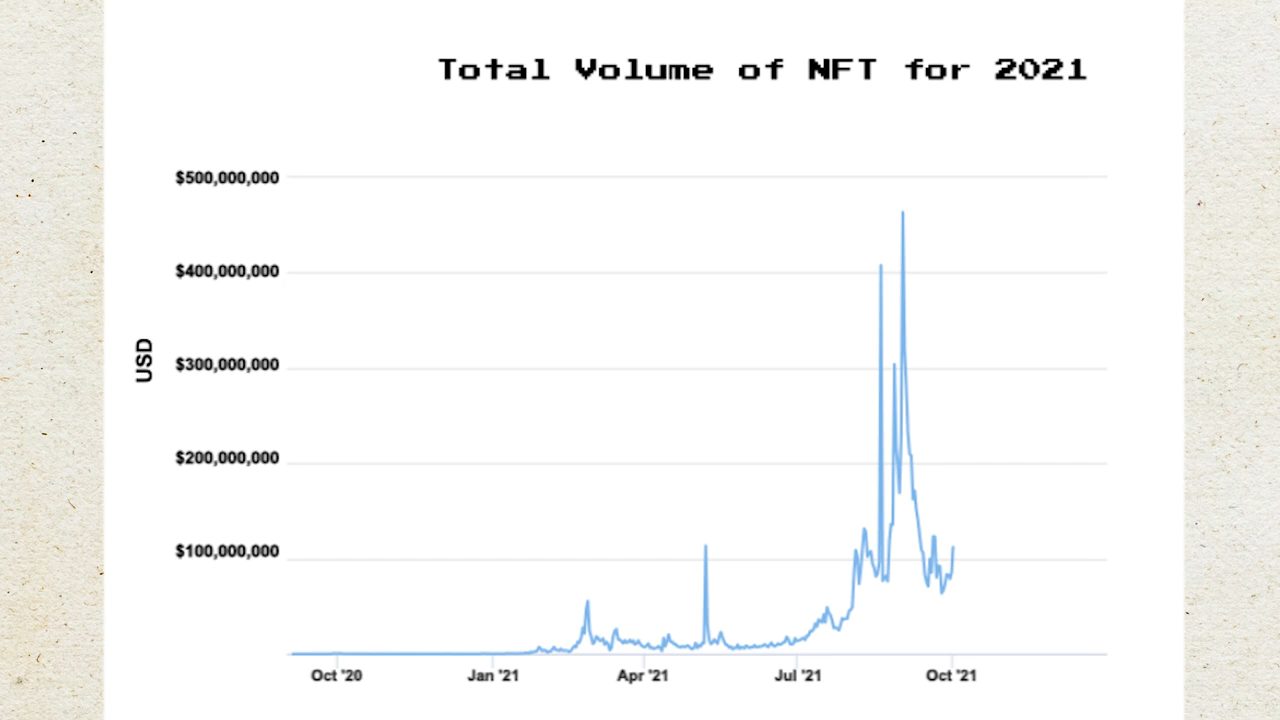 Total Volume of NFT for 2021
$500,000,000
$400,000,000
$300,000,000
$200,000,000
$100,000,000
USD
Oct '20 Jan '21 Apr '21 Jul '21 Oct '21